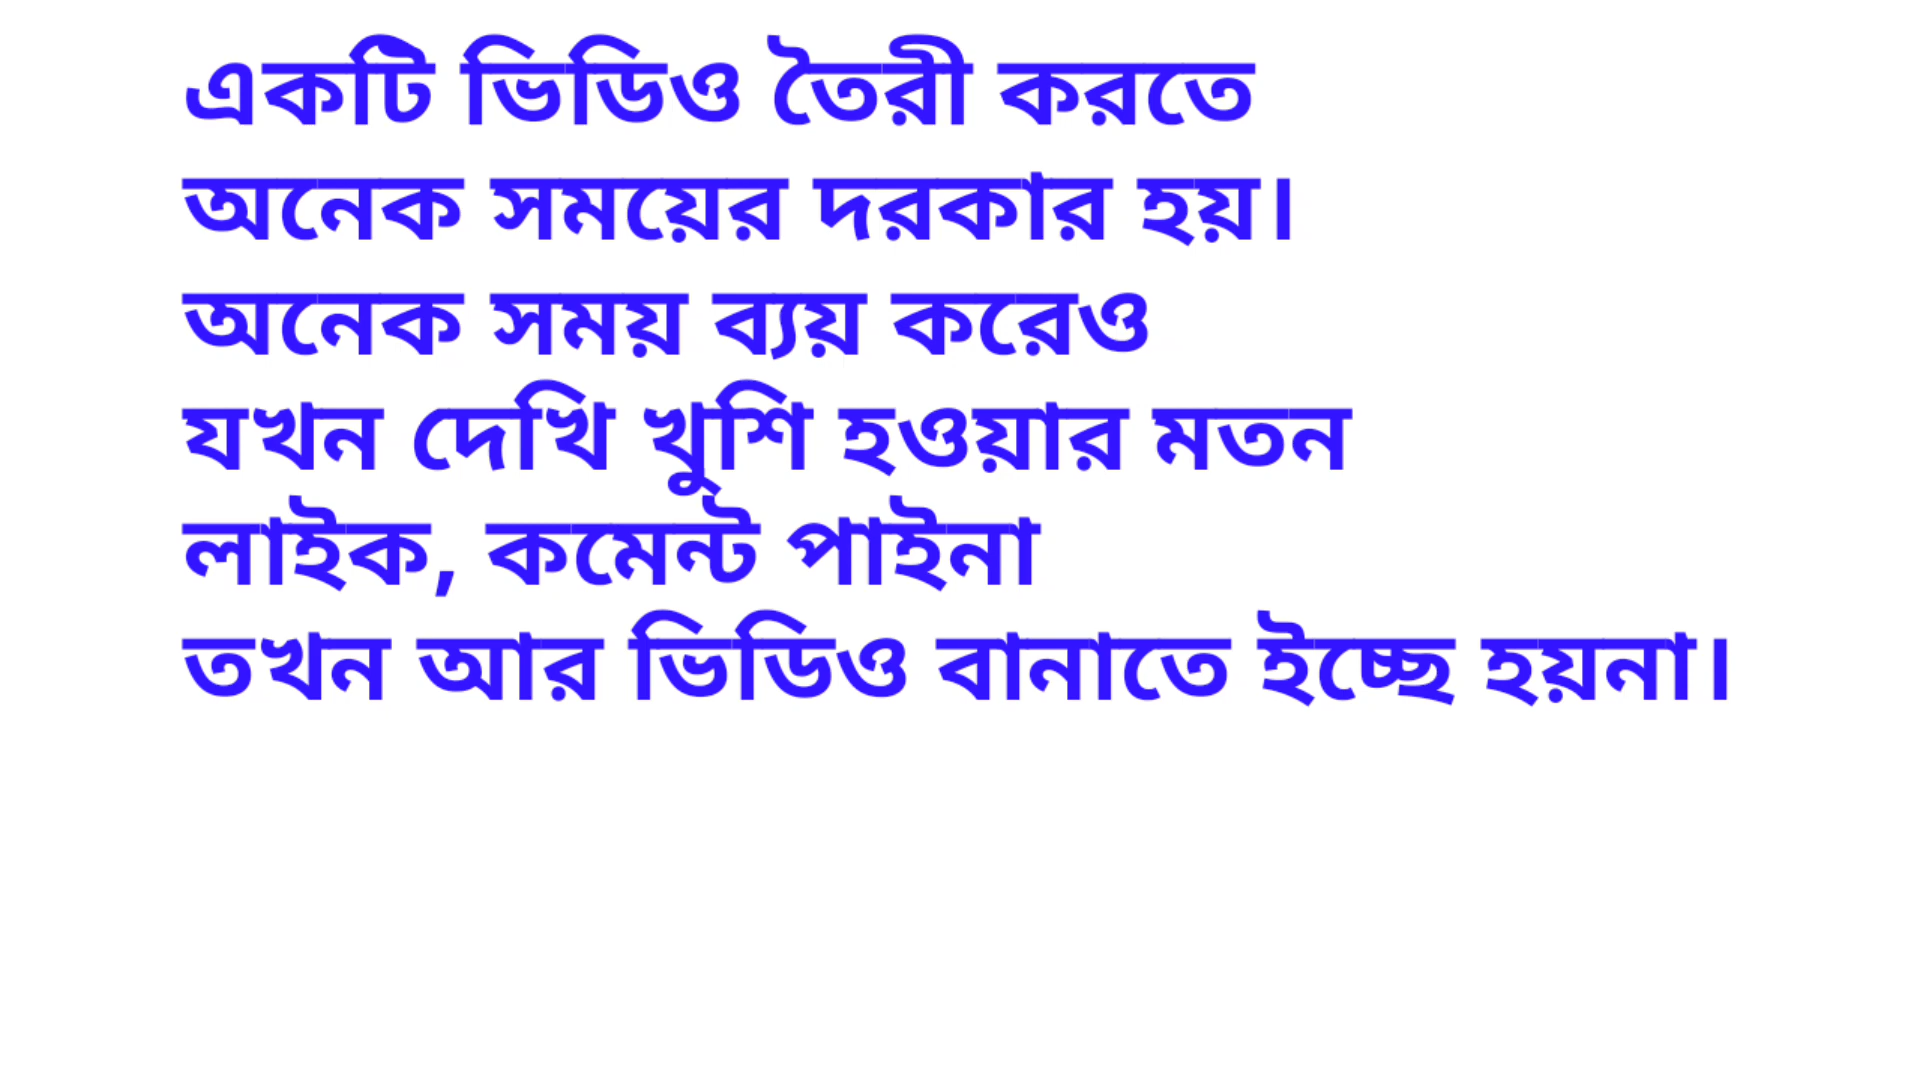 একটি ভিডিও তৈরী করতে
অনেক সময়ের দরকার হয়।
অনেক সময় ব্যয় করেও
যখন দেখি খুশি হওয়ার মতন
লাইক, কমেন্ট পাইনা
তখন আর ভিডিও বানাতে ইচ্ছে হয়না।